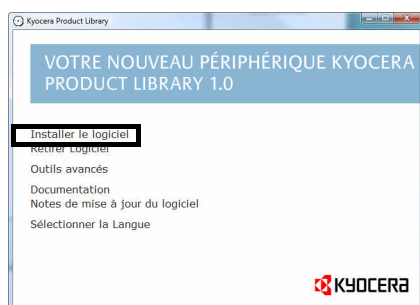 Kyocera Product Library
VOTRE NOUVEAU PÉRIPHÉRIQUE KYOCERA
PRODUCT LIBRARY 1.0
Installer le logiciel
Retirer Logiciel
Outils avancés
Documentation
Notes de mise à jour du logiciel
Sélectionner la Langue
KYOCERA